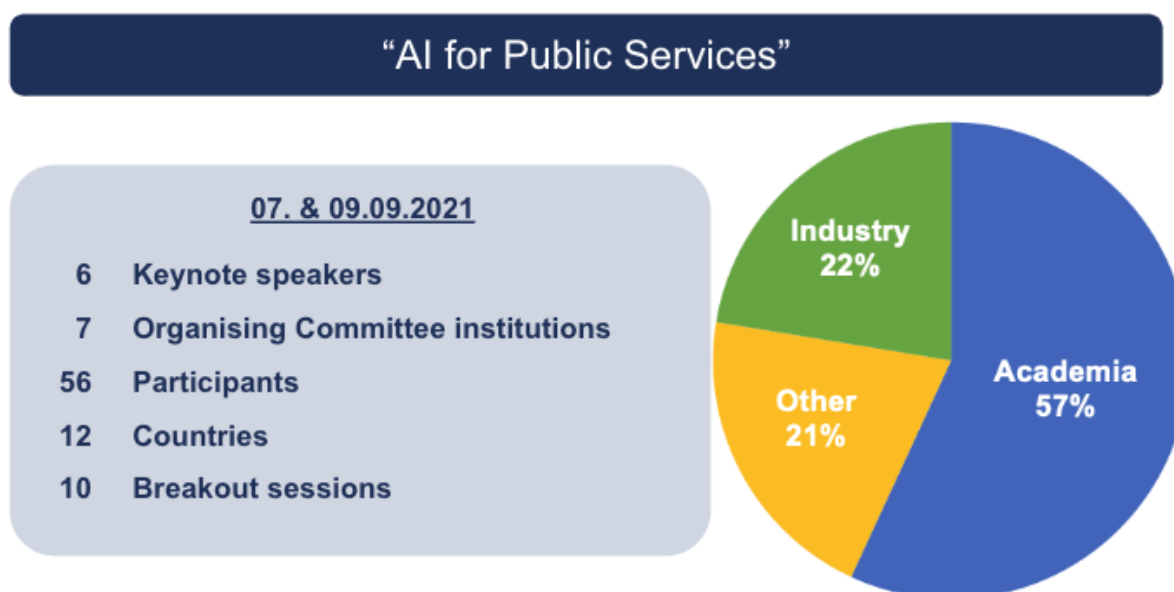 “AI for Public Services”
07. & 09.09.2021
6 Keynote speakers
7 Organising Committee institutions
56 Participants
12 Countries
10 Breakout sessions
Industry
22%
Other
21%
Academia
57%